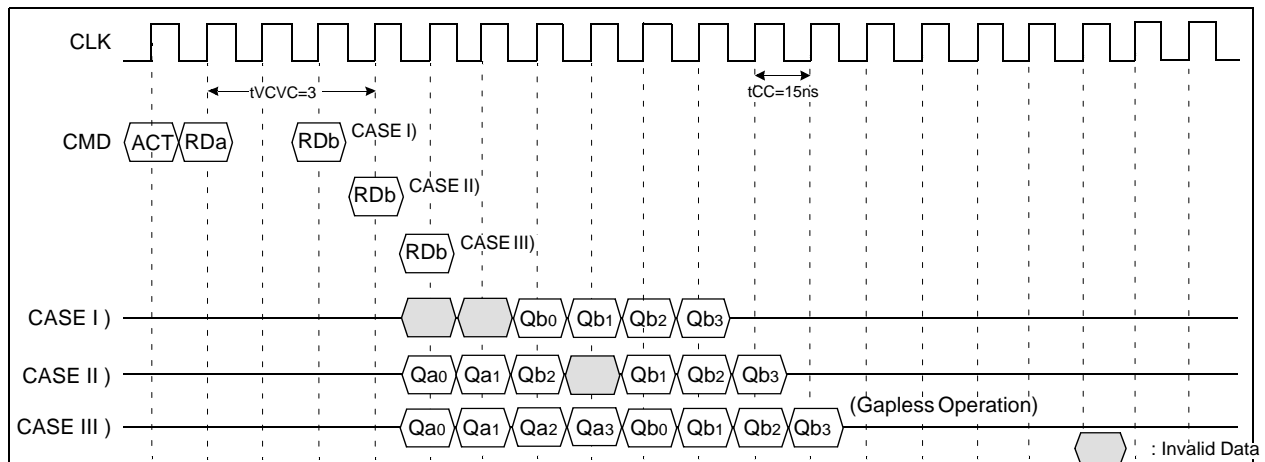 CLK
tVCVC=3
tCC=15ns
CMD ACT RDa RDb CASE I)
RDb CASE II)
RDb CASE III)
CASE I ) Qb0 Qb1 Qb2 Qb3
CASE II ) Qa0 Qa1 Qb2 Qb1 Qb2 Qb3
CASE III ) Qa0 Qa1 Qa2 Qa3 Qb0 Qb1 Qb2 Qb3 (Gapless Operation)
: Invalid Data